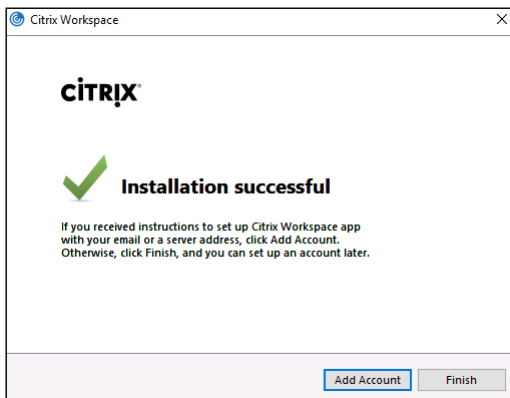 Citrix Workspace
CİTRỊX®
Installation successful
If you received instructions to set up Citrix Workspace app
with your email or a server address, click Add Account.
Otherwise, click Finish, and you can set up an account later.
Add Account
Finish